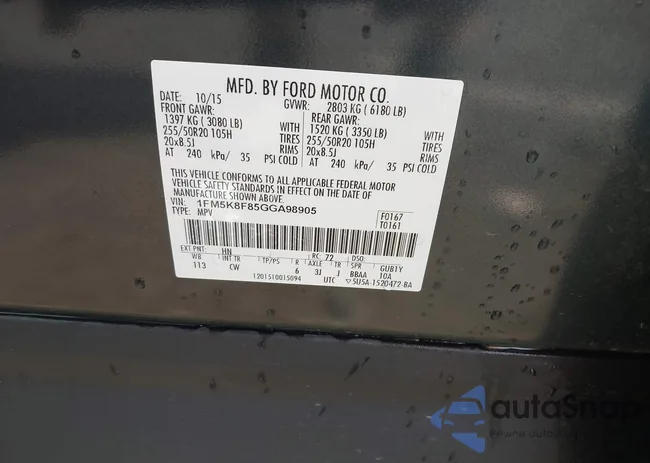 MFD. BY FORD MOTOR CO.
DATE: 10/15 GVWR: 2803 KG ( 6180 LB)
FRONT GAWR: REAR GAWR:
1397 KG ( 3080 LB) WITH 1520 KG ( 3350 LB) WITH
255/50R20 105H TIRES 255/50R20 105H TIRES
20x8.5J RIMS 20x8.5J RIMS
AT 240 kPa/ 35 PSI COLD AT 240 kPa/ 35 PSI COLD
THIS VEHICLE CONFORMS TO ALL APPLICABLE FEDERAL MOTOR
VEHICLE SAFETY STANDARDS IN EFFECT ON THE DATE OF
MANUFACTURE SHOWN ABOVE.
VIN: 1FM5K8F85GGA98905 F0167
TYPE: MPV T0161
EXT PNT: HN RC: 72 DSO:
WB INT TR TP/PS R AXLE TR SPR GUB1Y
113 CW 6 3J J BBAA 10A
120151001S094 UTC ▽5U5A-1520472-BA
autoSnap